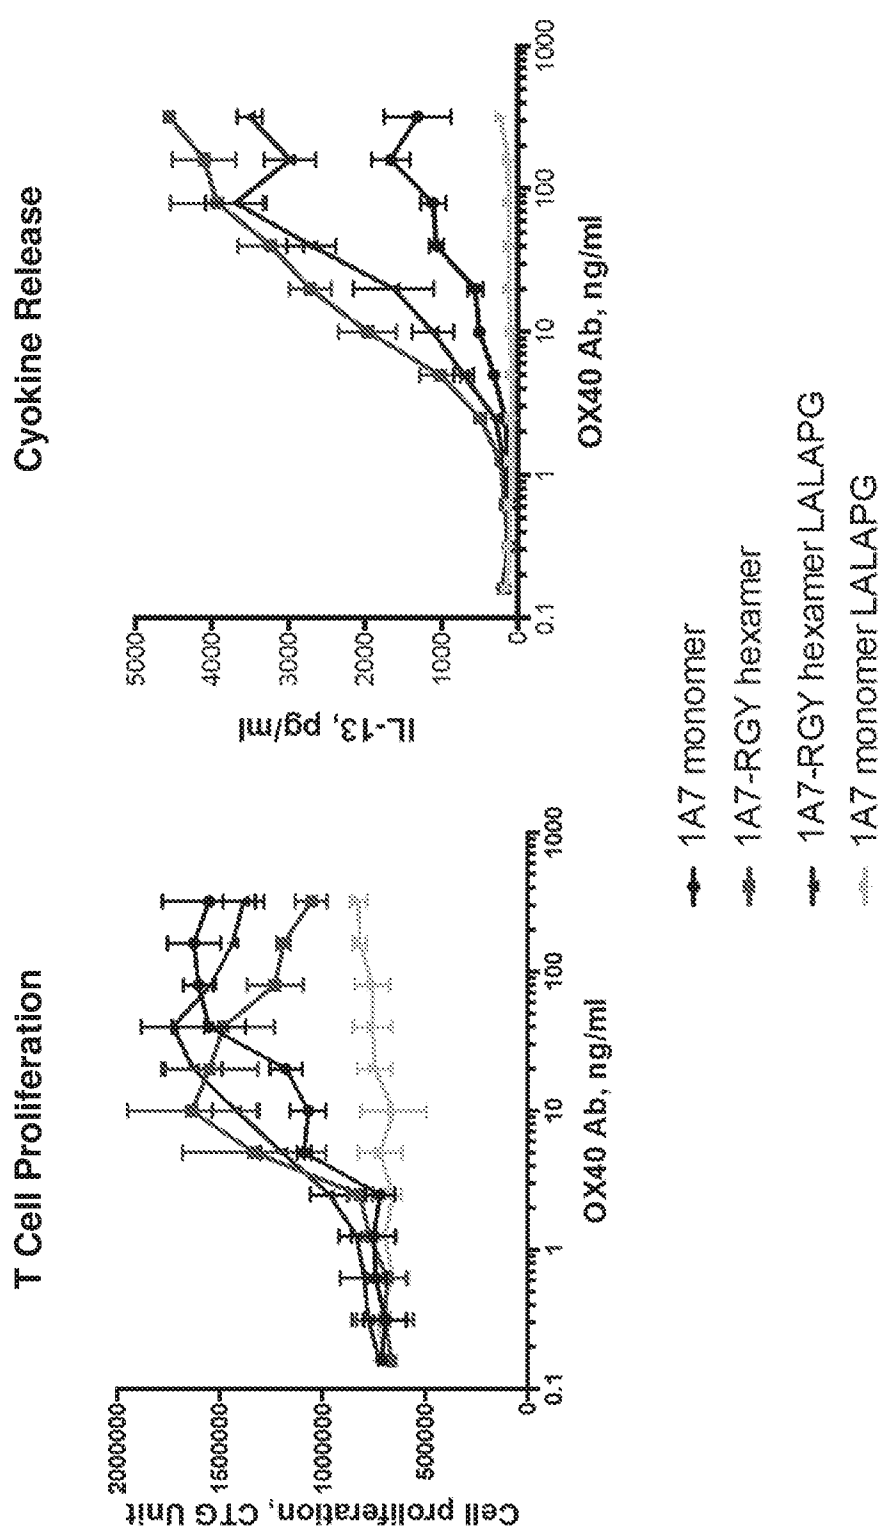 T Cell Proliferation
Cell proliferation, CTG Unit
2000000
1500000
1000000
500000
0
0.1
1
10
100
1000
OX40 Ab, ng/ml
Cyokine Release
IL-13, pg/ml
5000
4000
3000
2000
1000
0
0.1
1
10
100
1000
OX40 Ab, ng/ml
1A7 monomer
1A7-RGY hexamer
1A7-RGY hexamer LALAPG
1A7 monomer LALAPG